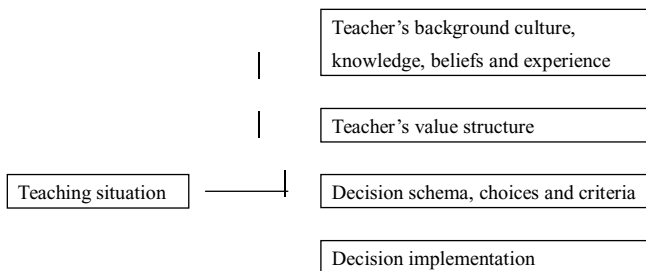 Teacher’s background culture,
knowledge, beliefs and experience
Teacher’s value structure
Teaching situation
Decision schema, choices and criteria
Decision implementation